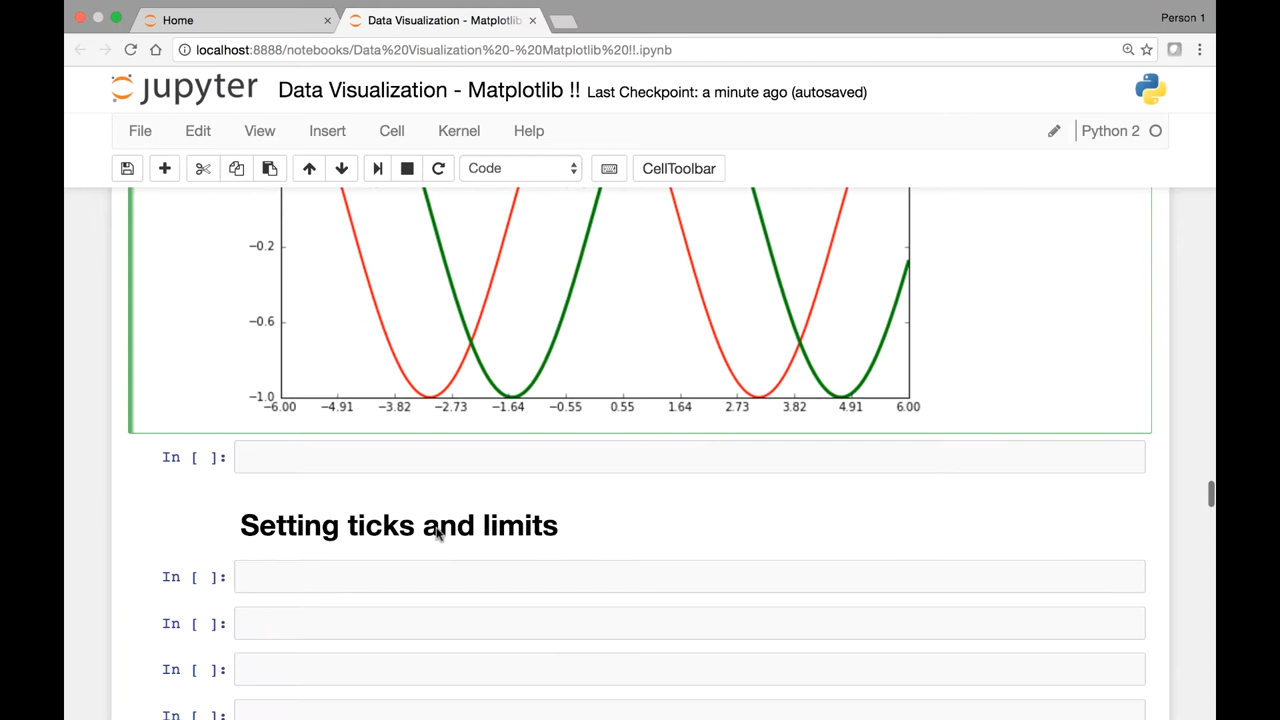 Person 1
Home
Data Visualization - Matplotlib
localhost:8888/notebooks/Data%20Visualization%20-%20Matplotlib%20!!.ipynb
jupyter Data Visualization - Matplotlib !! Last Checkpoint: a minute ago (autosaved)
File Edit View Insert Cell Kernel Help Python 2
Code CellToolbar
−0.2
−0.6
−1.0
−6.00 −4.91 −3.82 −2.73 −1.64 −0.55 0.55 1.64 2.73 3.82 4.91 6.00
In [ ]:
Setting ticks and limits
In [ ]:
In [ ]:
In [ ]:
In [ ]: